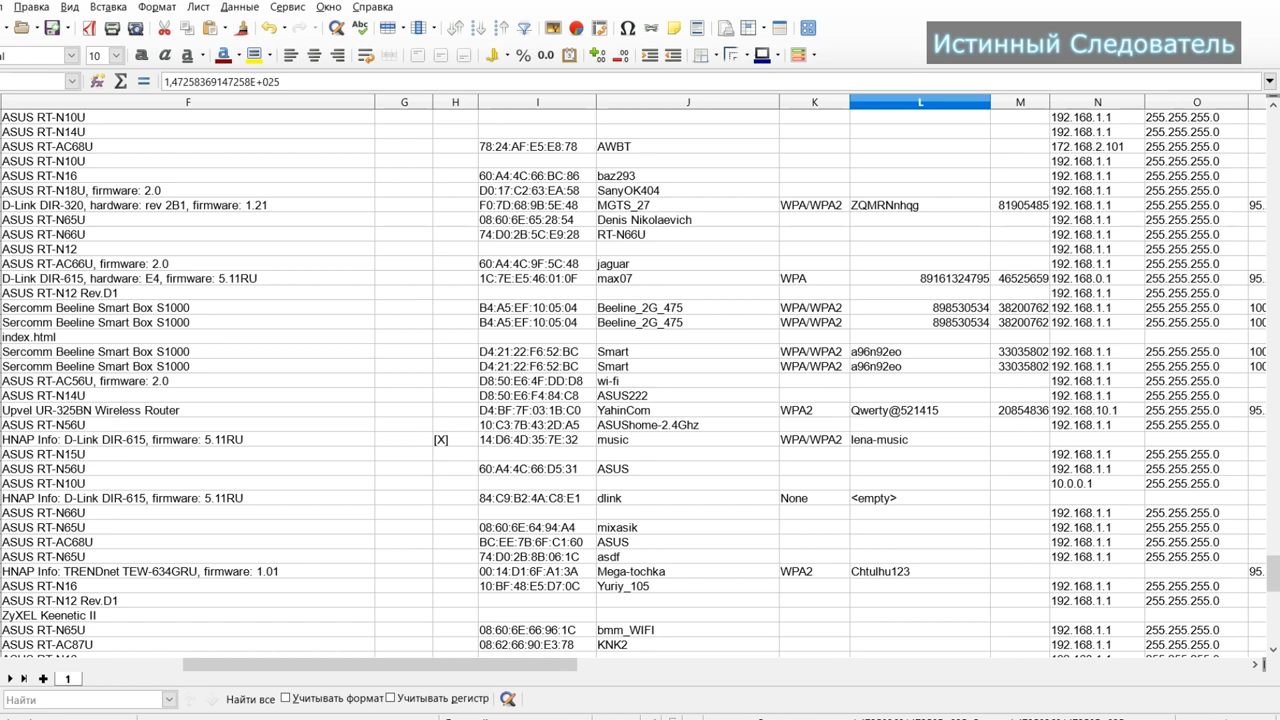 Правка Вид Вставка Формат Лист Данные Сервис Окно Справка
Истинный Следователь
10
1,47258369147258E+025
F G H I J K L M N O
ASUS RT-N10U 192.168.1.1 255.255.255.0
ASUS RT-N14U 192.168.1.1 255.255.255.0
ASUS RT-AC68U 78:24:AF:E5:E8:78 AWBT 172.168.2.101 255.255.255.0
ASUS RT-N10U 192.168.1.1 255.255.255.0
ASUS RT-N16 60:A4:4C:66:BC:86 baz293 192.168.1.1 255.255.255.0
ASUS RT-N18U, firmware: 2.0 D0:17:C2:63:EA:58 SanyOK404 192.168.1.1 255.255.255.0
D-Link DIR-320, hardware: rev 2B1, firmware: 1.21 F0:7D:68:9B:5E:48 MGTS_27 WPA/WPA2 ZQMRNnhqg 81905485 192.168.1.1 255.255.255.0 95.
ASUS RT-N65U 08:60:6E:65:28:54 Denis Nikolaevich 192.168.1.1 255.255.255.0
ASUS RT-N66U 74:D0:2B:5C:E9:28 RT-N66U 192.168.1.1 255.255.255.0
ASUS RT-N12 192.168.1.1 255.255.255.0
ASUS RT-AC66U, firmware: 2.0 60:A4:4C:9F:5C:48 jaguar 192.168.1.1 255.255.255.0
D-Link DIR-615, hardware: E4, firmware: 5.11RU 1C:7E:E5:46:01:0F max07 WPA 89161324795 46525659 192.168.0.1 255.255.255.0 95.
ASUS RT-N12 Rev.D1 192.168.1.1 255.255.255.0
Sercomm Beeline Smart Box S1000 B4:A5:EF:10:05:04 Beeline_2G_475 WPA/WPA2 898530534 38200762 192.168.1.1 255.255.255.0 100
Sercomm Beeline Smart Box S1000 B4:A5:EF:10:05:04 Beeline_2G_475 WPA/WPA2 898530534 38200762 192.168.1.1 255.255.255.0 100
index.html 192.168.1.1 255.255.255.0
Sercomm Beeline Smart Box S1000 D4:21:22:F6:52:BC Smart WPA/WPA2 a96n92eo 33035802 192.168.1.1 255.255.255.0 100
Sercomm Beeline Smart Box S1000 D4:21:22:F6:52:BC Smart WPA/WPA2 a96n92eo 33035802 192.168.1.1 255.255.255.0 100
ASUS RT-AC56U, firmware: 2.0 D8:50:E6:4F:DD:D8 wi-fi 192.168.1.1 255.255.255.0
ASUS RT-N14U D8:50:E6:F4:84:C8 ASUS222 192.168.1.1 255.255.255.0
Upvel UR-325BN Wireless Router D4:BF:7F:03:1B:C0 YahinCom WPA2 Qwerty@521415 20854836 192.168.10.1 255.255.255.0 95.
ASUS RT-N56U 10:C3:7B:43:2D:A5 ASUShome-2.4Ghz 192.168.1.1 255.255.255.0
HNAP Info: D-Link DIR-615, firmware: 5.11RU [X] 14:D6:4D:35:7E:32 music WPA/WPA2 lena-music
ASUS RT-N15U 192.168.1.1 255.255.255.0
ASUS RT-N56U 60:A4:4C:66:D5:31 ASUS 192.168.1.1 255.255.255.0
ASUS RT-N10U 10.0.0.1 255.255.255.0
HNAP Info: D-Link DIR-615, firmware: 5.11RU 84:C9:B2:4A:C8:E1 dlink None <empty>
ASUS RT-N66U 192.168.1.1 255.255.255.0
ASUS RT-N65U 08:60:6E:64:94:A4 mixasik 192.168.1.1 255.255.255.0
ASUS RT-AC68U BC:EE:7B:6F:C1:60 ASUS 192.168.1.1 255.255.255.0
ASUS RT-N65U 74:D0:2B:8B:06:1C asdf 192.168.1.1 255.255.255.0
HNAP Info: TRENDnet TEW-634GRU, firmware: 1.01 00:14:D1:6F:A1:3A Mega-tochka WPA2 Chtulhu123 95.
ASUS RT-N16 10:BF:48:E5:D7:0C Yuriy_105 192.168.1.1 255.255.255.0
ASUS RT-N12 Rev.D1 192.168.1.1 255.255.255.0
ZyXEL Keenetic II
ASUS RT-N65U 08:60:6E:66:96:1C bmm_WIFI 192.168.1.1 255.255.255.0
ASUS RT-AC87U 08:62:66:90:E3:78 KNK2 192.168.1.1 255.255.255.0
1
Найти Найти все Учитывать формат Учитывать регистр